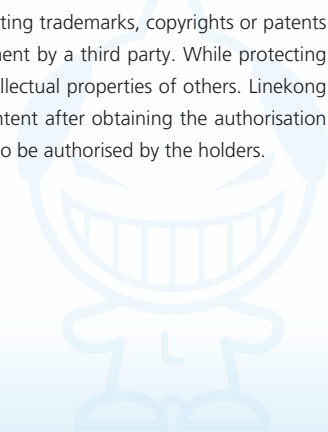 ting trademarks, copyrights or patents
ent by a third party. While protecting
llectual properties of others. Linekong
ntent after obtaining the authorisation
o be authorised by the holders.